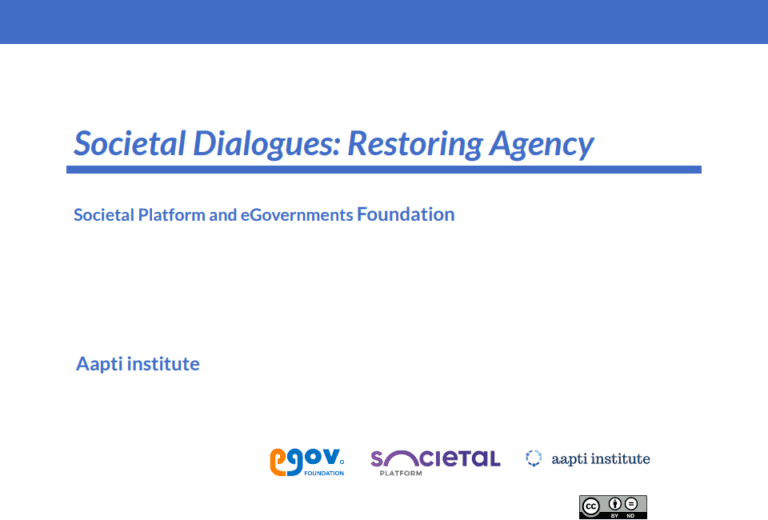 Societal Dialogues: Restoring Agency
Societal Platform and eGovernments Foundation
Aapti institute
egov.
FOUNDATION
SOCIETAL
PLATFORM
aapti institute
cc
BY ND